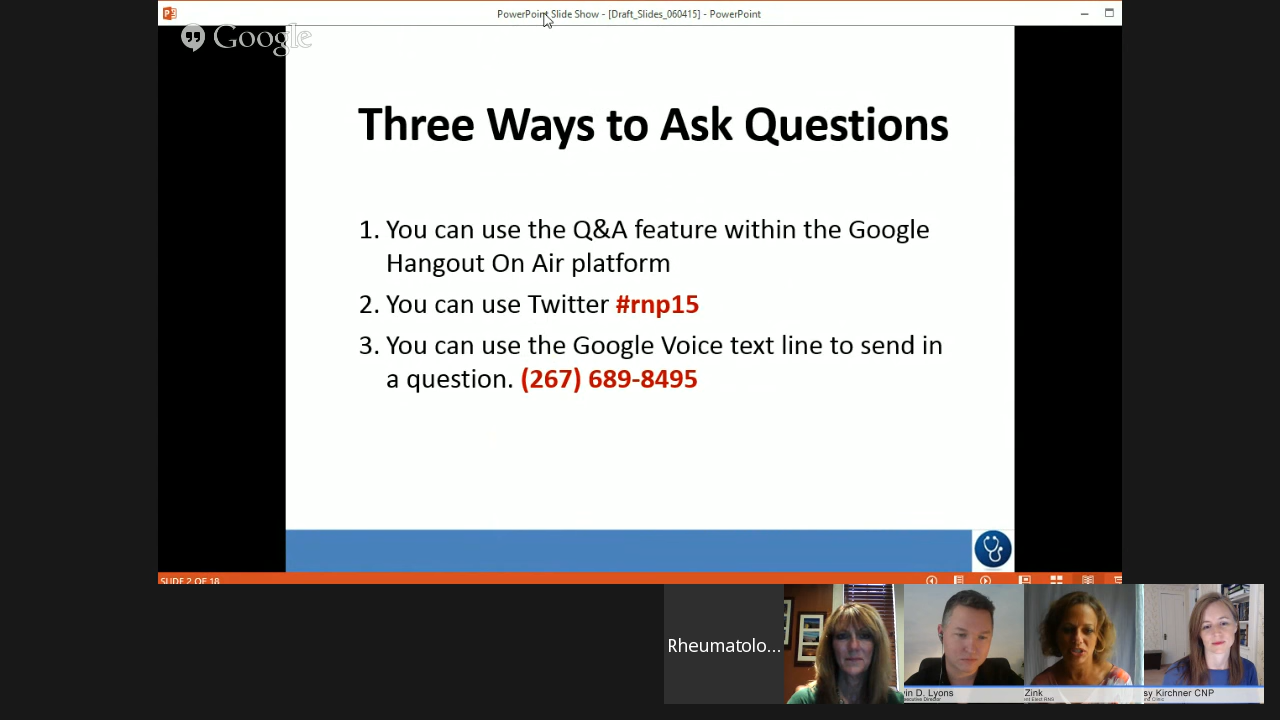 PowerPoint Slide Show - [Draft_Slides_060415] - PowerPoint
Google
Three Ways to Ask Questions
1. You can use the Q&A feature within the Google
Hangout On Air platform
2. You can use Twitter #rnp15
3. You can use the Google Voice text line to send in
a question. (267) 689-8495
SLIDE 2 OF 18
Rheumatolo...
vin D. Lyons
Zink
sy Kirchner CNP